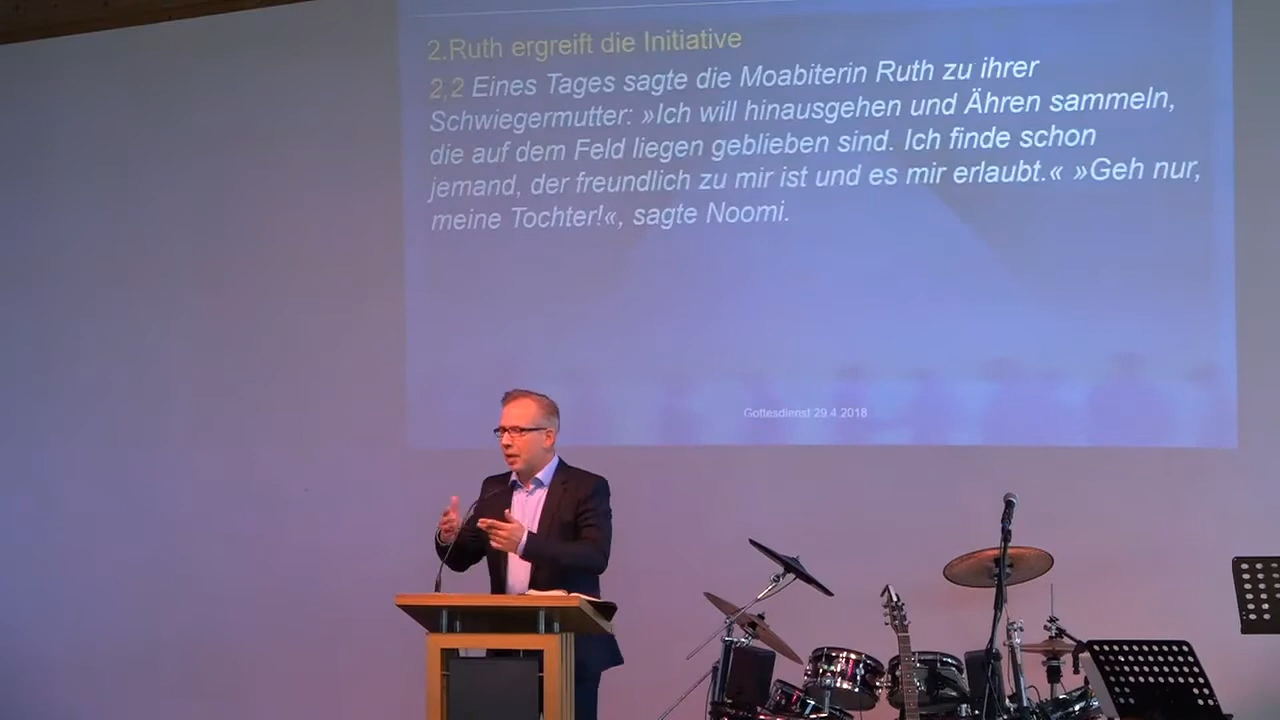 2.Ruth ergreift die Initiative
2,2 Eines Tages sagte die Moabiterin Ruth zu ihrer
Schwiegermutter: »Ich will hinausgehen und Ähren sammeln,
die auf dem Feld liegen geblieben sind. Ich finde schon
jemand, der freundlich zu mir ist und es mir erlaubt.« »Geh nur,
meine Tochter!«, sagte Noomi.
Gottesdienst 29.4.2018